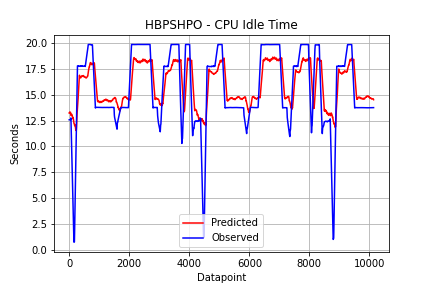 HBPSHPO - CPU Idle Time
20.0
17.5
15.0
12.5
10.0
7.5
5.0
2.5
0.0
Seconds
Predicted
Observed
0 2000 4000 6000 8000 10000
Datapoint